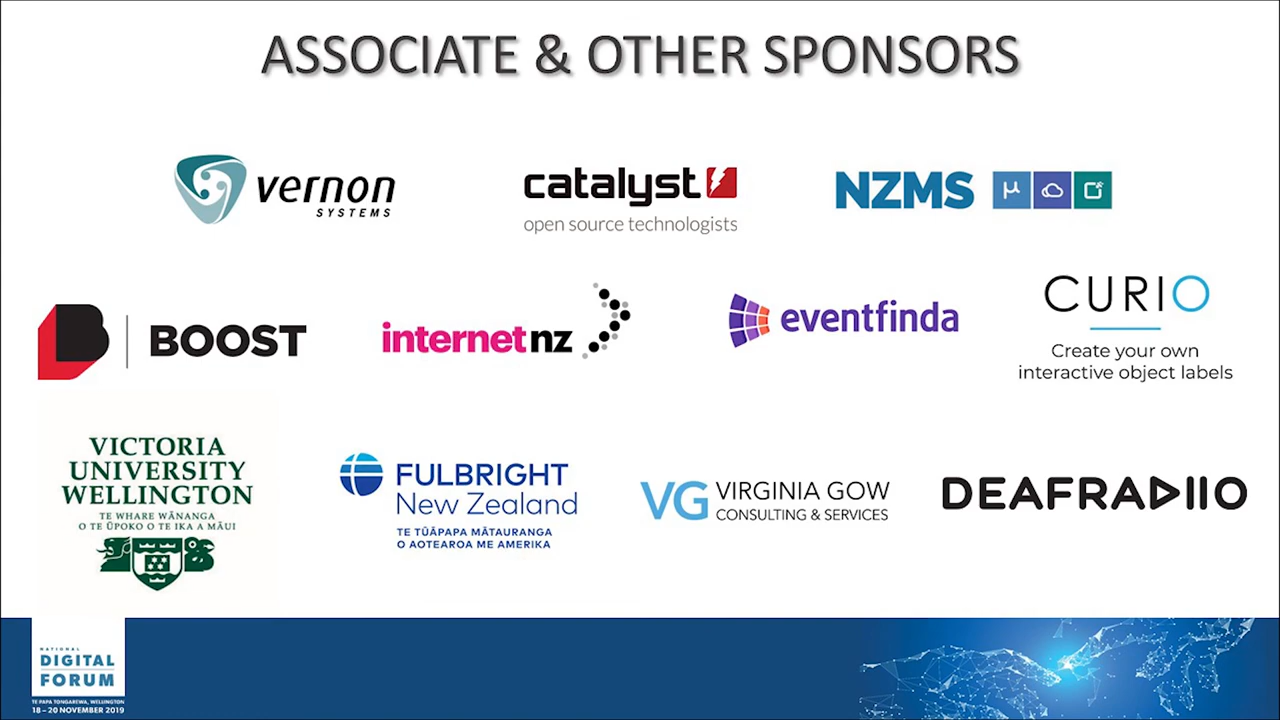 ASSOCIATE & OTHER SPONSORS
vernon
SYSTEMS
catalyst
open source technologists
NZMS
µ
B
BOOST
internetnz
eventfinda
CURIO
Create your own
interactive object labels
VICTORIA
UNIVERSITY
WELLINGTON
TE WHARE WĀNANGA
O TE ŪPOKO O TE IKA A MĀUI
FULBRIGHT
New Zealand
TE TŪĀPAPA MĀTAURANGA
O AOTEAROA ME AMERIKA
VG
VIRGINIA GOW
CONSULTING & SERVICES
DEAFRADIIO
NATIONAL
DIGITAL
FORUM
TE PAPA TONGAREWA, WELLINGTON
18 – 20 NOVEMBER 2019